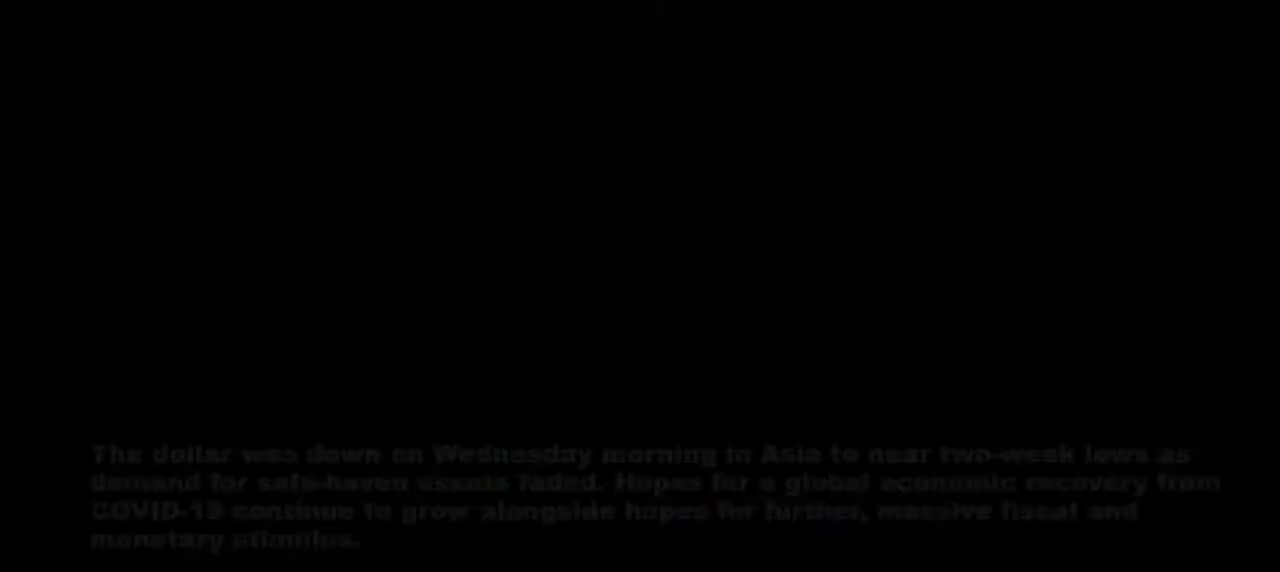 The dollar was down on Wednesday morning in Asia to near two-week lows as
demand for safe-haven assets faded. Hopes for a global economic recovery from
COVID-19 continue to grow alongside hopes for further, massive fiscal and
monetary stimulus.